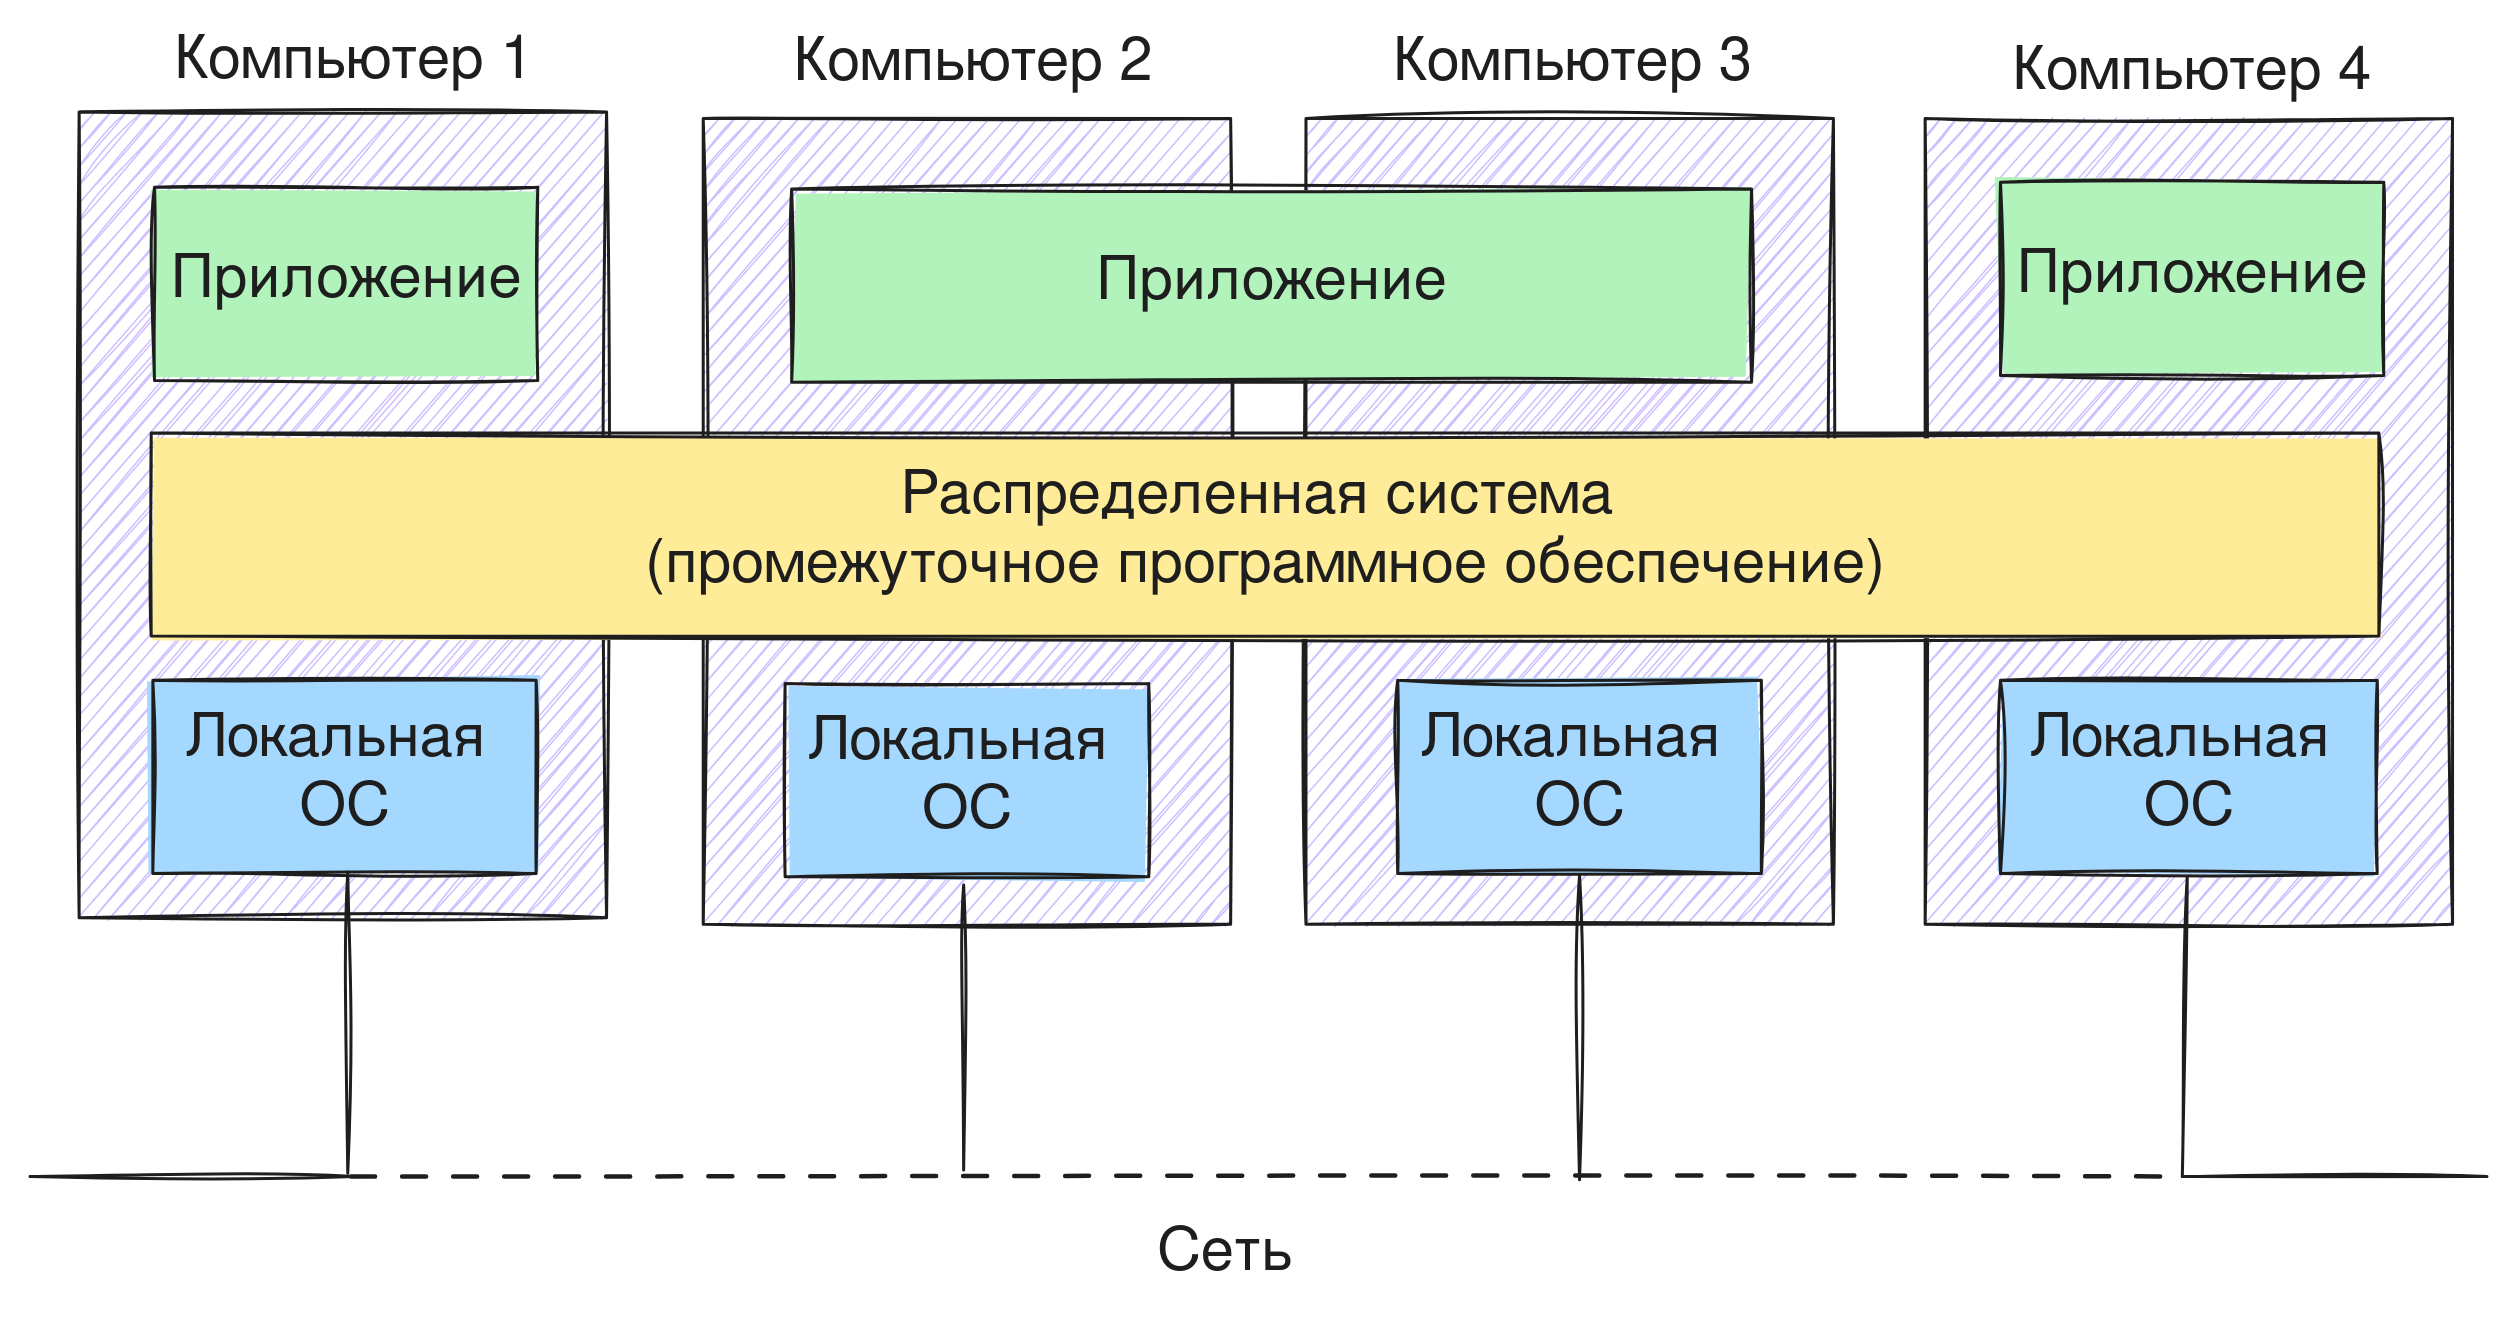 Компьютер 1
Компьютер 2
Компьютер 3
Компьютер 4
Приложение
Приложение
Приложение
Распределенная система
(промежуточное программное обеспечение)
Локальная
ОС
Локальная
ОС
Локальная
ОС
Локальная
ОС
Сеть